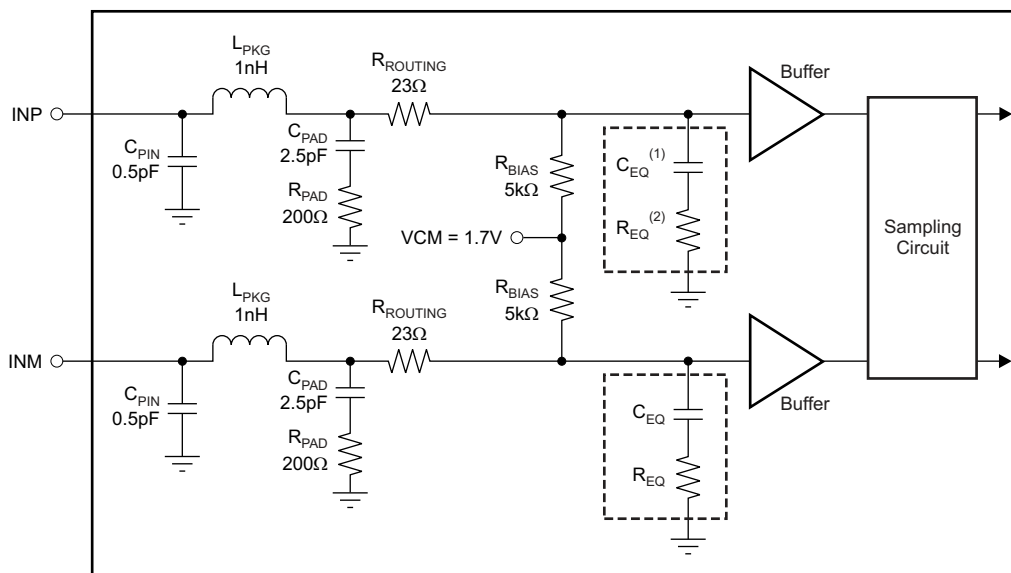 L_PKG
1nH
R_ROUTING
23Ω
Buffer
INP
C_PIN
0.5pF
C_PAD
2.5pF
R_PAD
200Ω
R_BIAS
5kΩ
C_EQ^(1)
R_EQ^(2)
VCM = 1.7V
Sampling
Circuit
L_PKG
1nH
R_ROUTING
23Ω
R_BIAS
5kΩ
INM
C_PIN
0.5pF
C_PAD
2.5pF
R_PAD
200Ω
Buffer
C_EQ
R_EQ